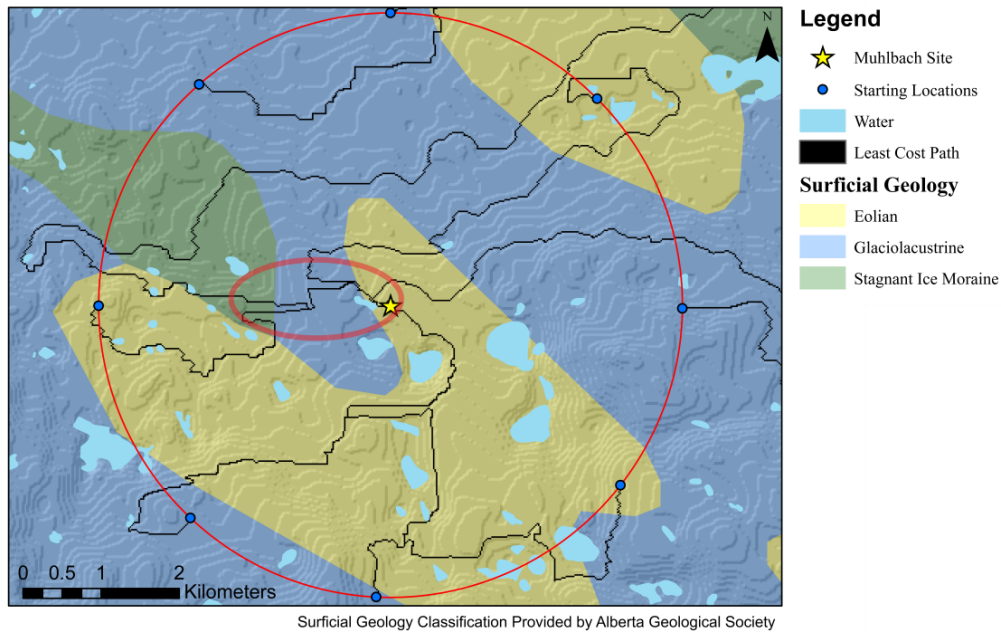 N
Legend
Muhlbach Site
Starting Locations
Water
Least Cost Path
Surficial Geology
Eolian
Glaciolacustrine
Stagnant Ice Moraine
0 0.5 1 2
Kilometers
Surficial Geology Classification Provided by Alberta Geological Society